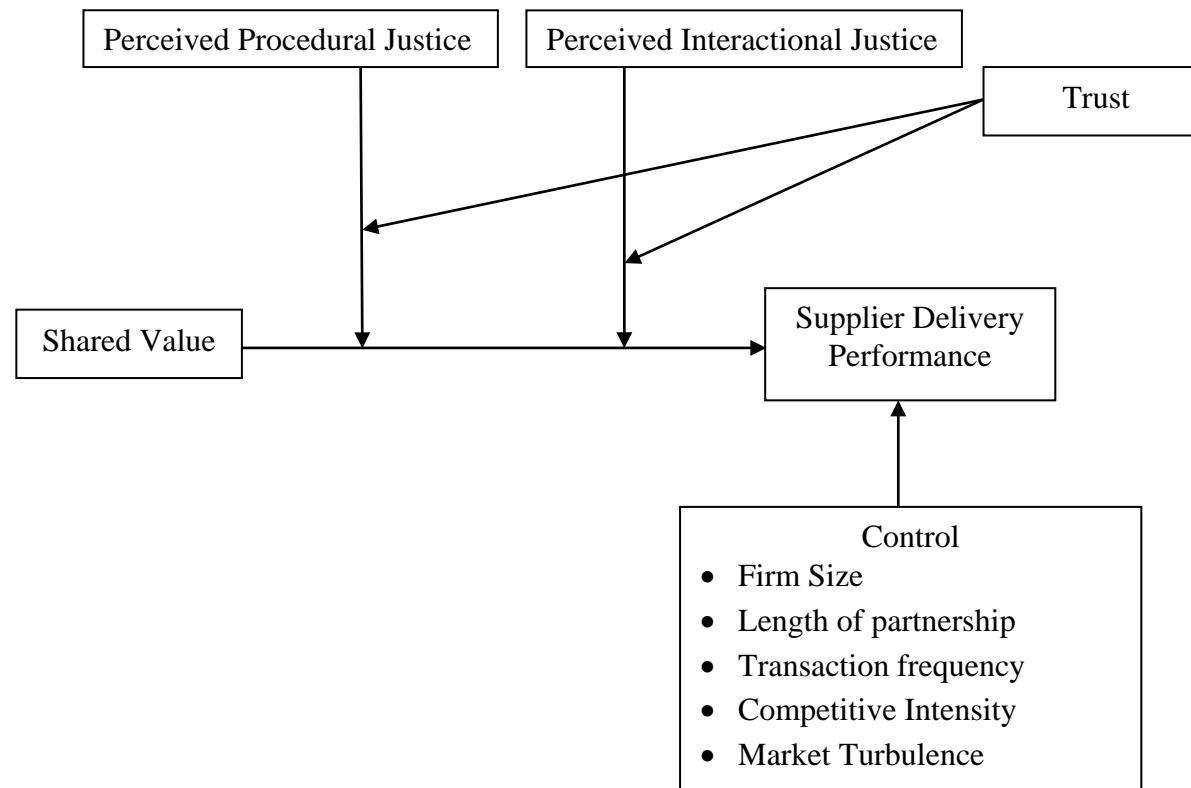 Perceived Procedural Justice
Perceived Interactional Justice
Trust
Shared Value
Supplier Delivery
Performance
Control
• Firm Size
• Length of partnership
• Transaction frequency
• Competitive Intensity
• Market Turbulence